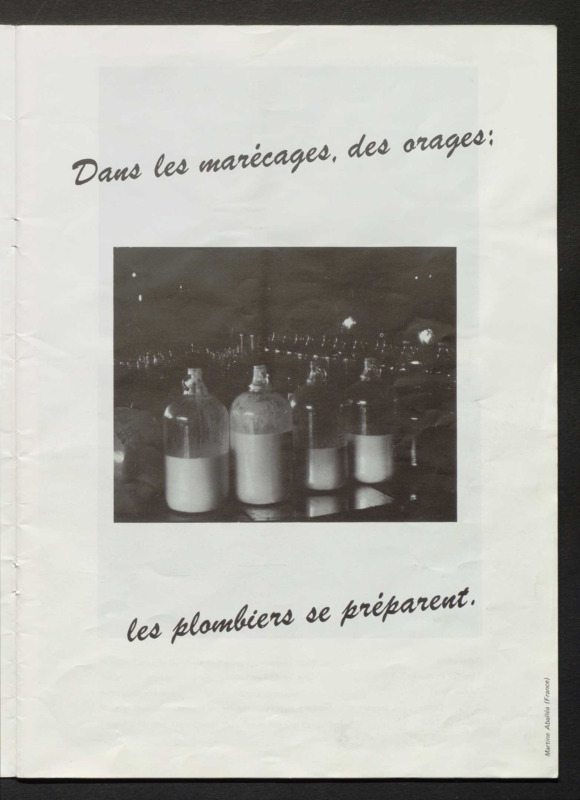 Dans les marécages, des orages:
les plombiers se préparent.
Martine Aballéa (France)